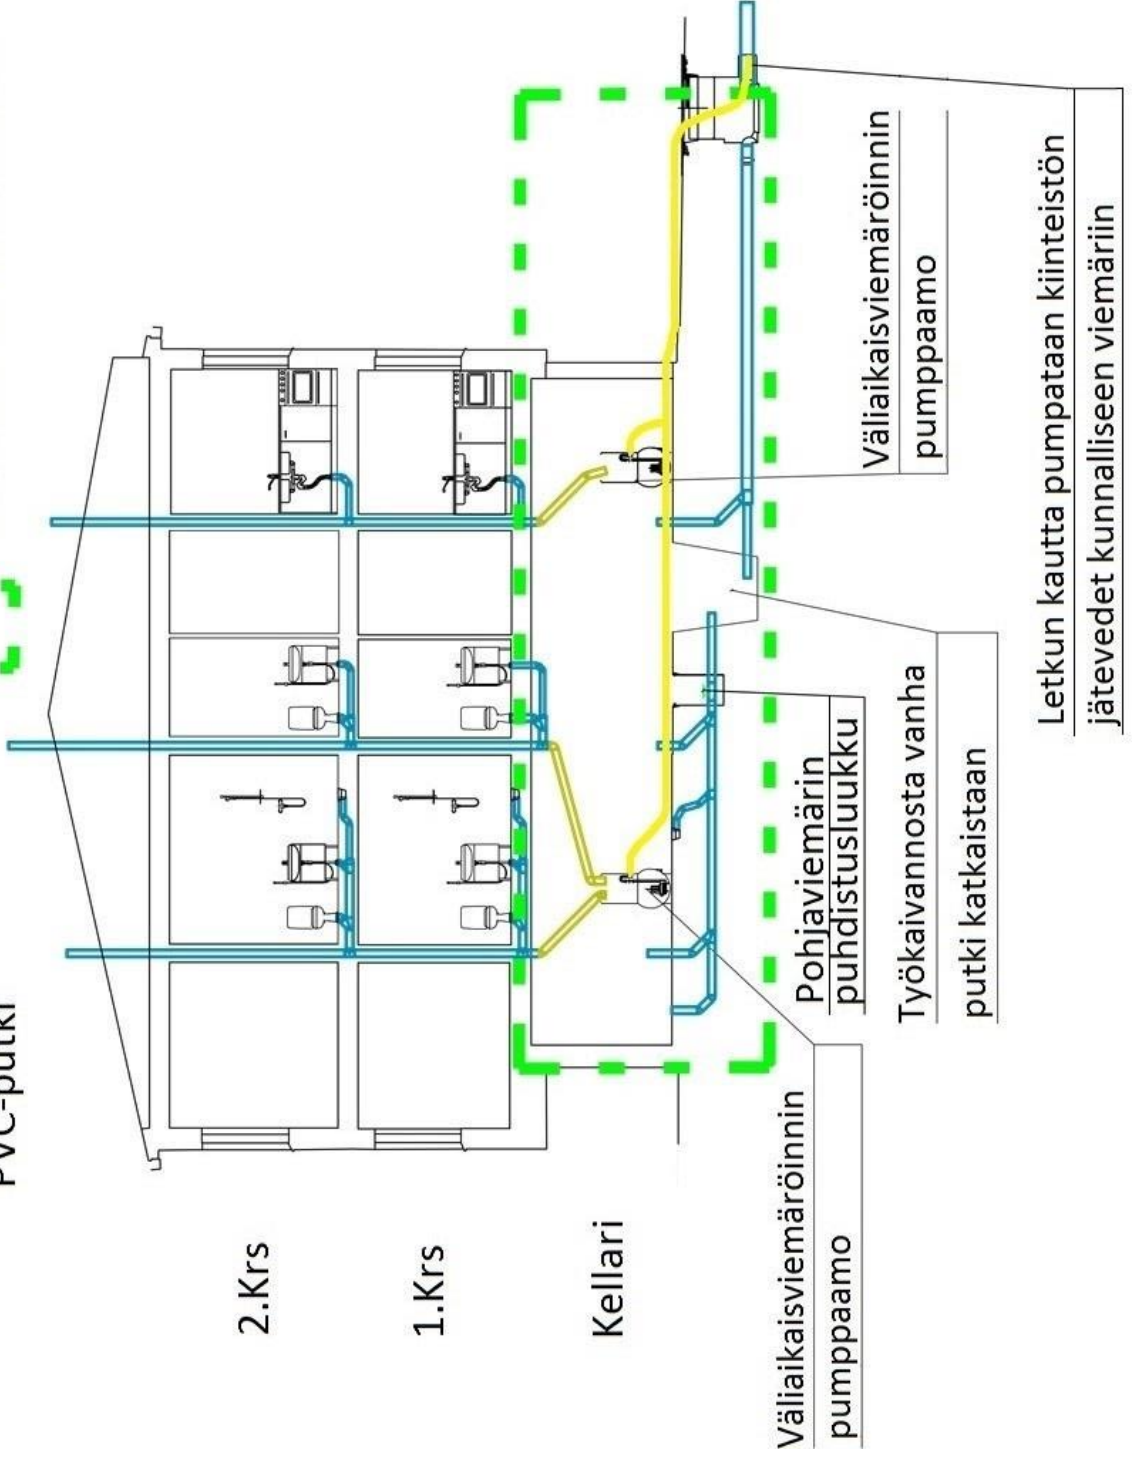 PVC-putki
2.Krs
1.Krs
Kellari
Väliaikaisviemäröinnin
pumppaamo
Pohjaviemärin
puhdistusluukku
Työkaivannosta vanha
putki katkaistaan
Väliaikaisviemäröinnin
pumppaamo
Letkun kautta pumpataan kiinteistön
jätevedet kunnalliseen viemäriin